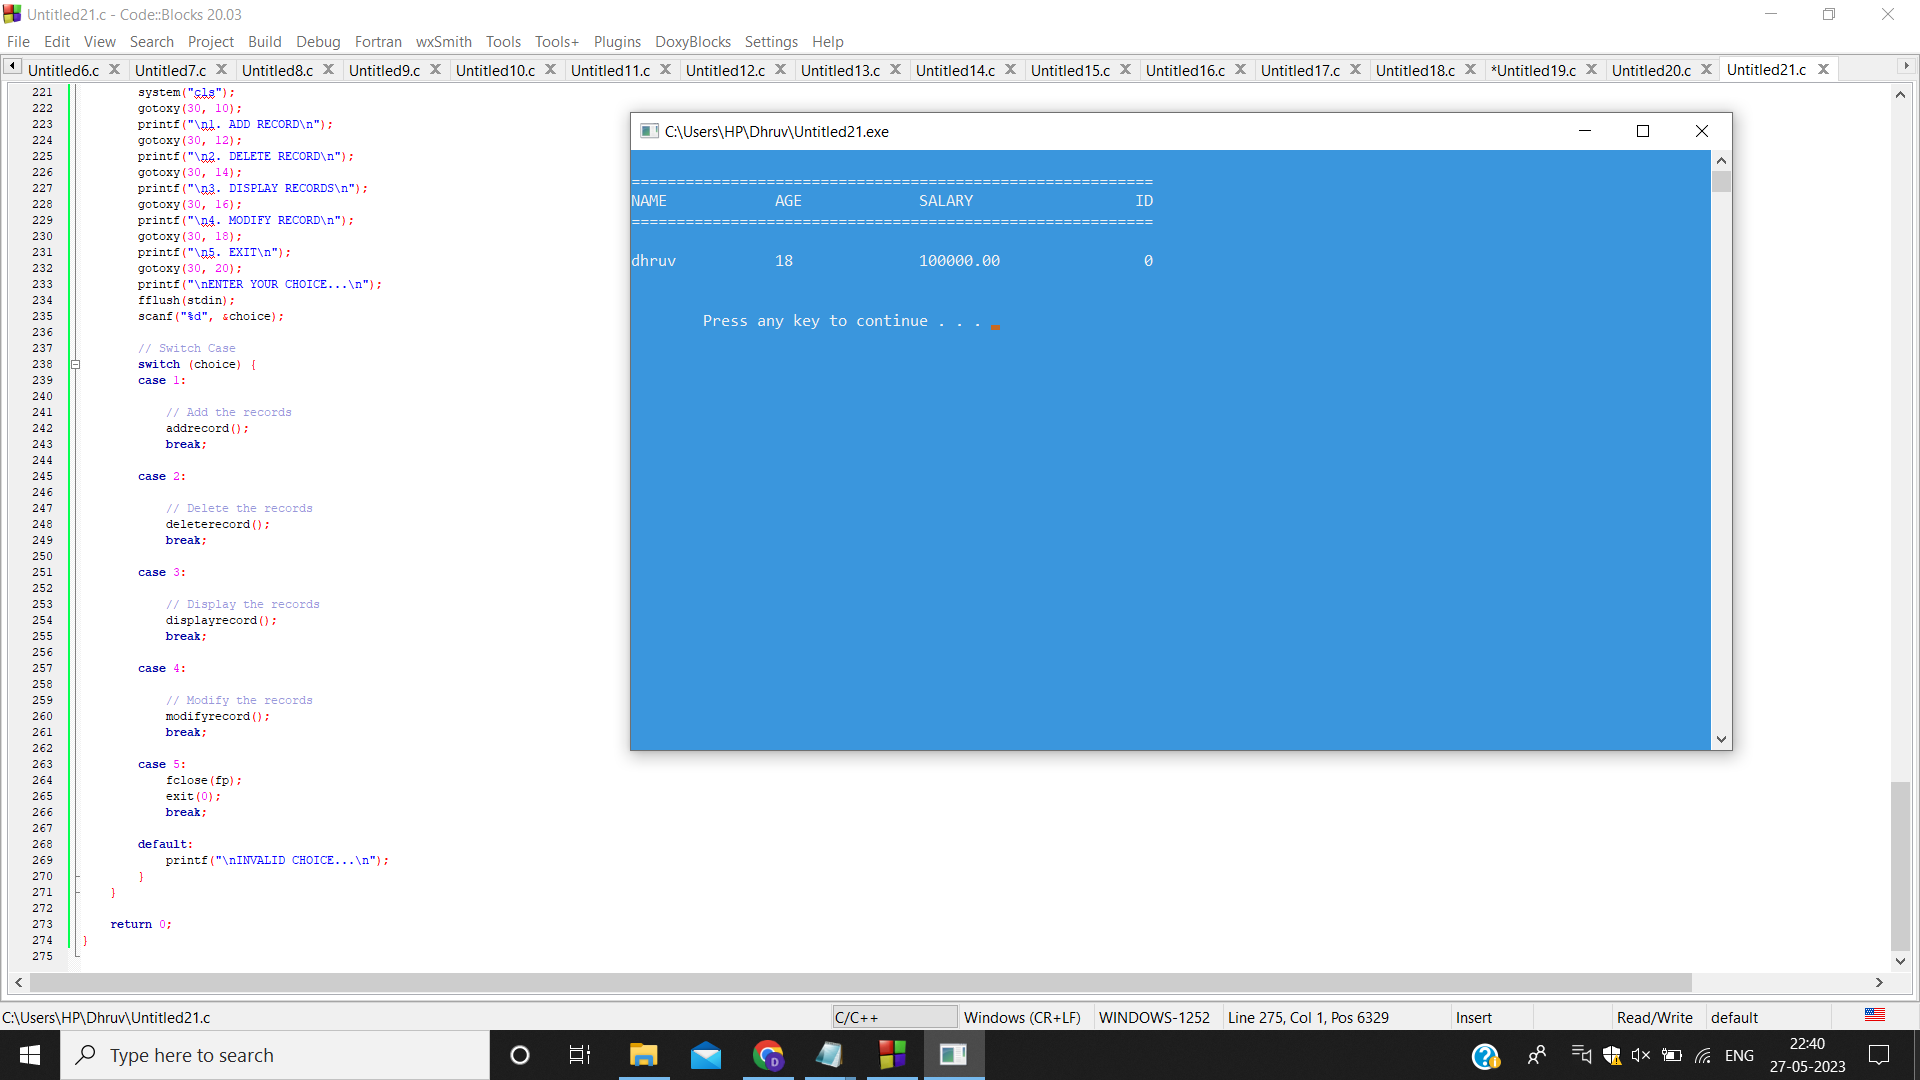 Untitled21.c - Code::Blocks 20.03
File Edit View Search Project Build Debug Fortran wxSmith Tools Tools+ Plugins DoxyBlocks Settings Help
Untitled6.c Untitled7.c Untitled8.c Untitled9.c Untitled10.c Untitled11.c Untitled12.c Untitled13.c Untitled14.c Untitled15.c Untitled16.c Untitled17.c Untitled18.c *Untitled19.c Untitled20.c Untitled21.c
221 system("cls");
222 gotoxy(30, 10);
223 printf("\n1. ADD RECORD\n");
224 gotoxy(30, 12);
225 printf("\n2. DELETE RECORD\n");
226 gotoxy(30, 14);
227 printf("\n3. DISPLAY RECORDS\n");
228 gotoxy(30, 16);
229 printf("\n4. MODIFY RECORD\n");
230 gotoxy(30, 18);
231 printf("\n5. EXIT\n");
232 gotoxy(30, 20);
233 printf("\nENTER YOUR CHOICE...\n");
234 fflush(stdin);
235 scanf("%d", &choice);
236
237 // Switch Case
238 switch (choice) {
239 case 1:
240
241 // Add the records
242 addrecord();
243 break;
244
245 case 2:
246
247 // Delete the records
248 deleterecord();
249 break;
250
251 case 3:
252
253 // Display the records
254 displayrecord();
255 break;
256
257 case 4:
258
259 // Modify the records
260 modifyrecord();
261 break;
262
263 case 5:
264 fclose(fp);
265 exit(0);
266 break;
267
268 default:
269 printf("\nINVALID CHOICE...\n");
270 }
271 }
272
273 return 0;
274 }
275
C:\Users\HP\Dhruv\Untitled21.exe
==========================================================
NAME AGE SALARY ID
==========================================================
dhruv 18 100000.00 0
Press any key to continue . . .
C:\Users\HP\Dhruv\Untitled21.c C/C++ Windows (CR+LF) WINDOWS-1252 Line 275, Col 1, Pos 6329 Insert Read/Write default
Type here to search
D
ENG
22:40
27-05-2023